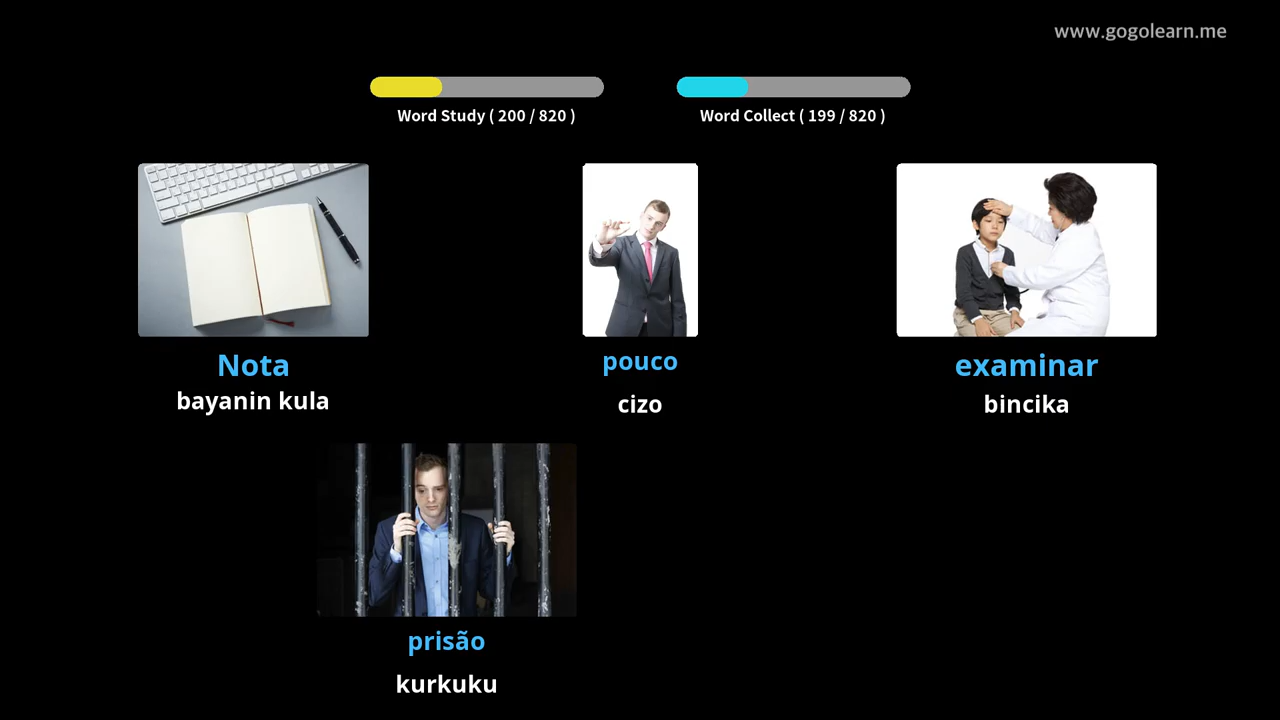 www.gogolearn.me
Word Study ( 200 / 820 )
Word Collect ( 199 / 820 )
Nota
bayanin kula
pouco
cizo
examinar
bincika
prisão
kurkuku